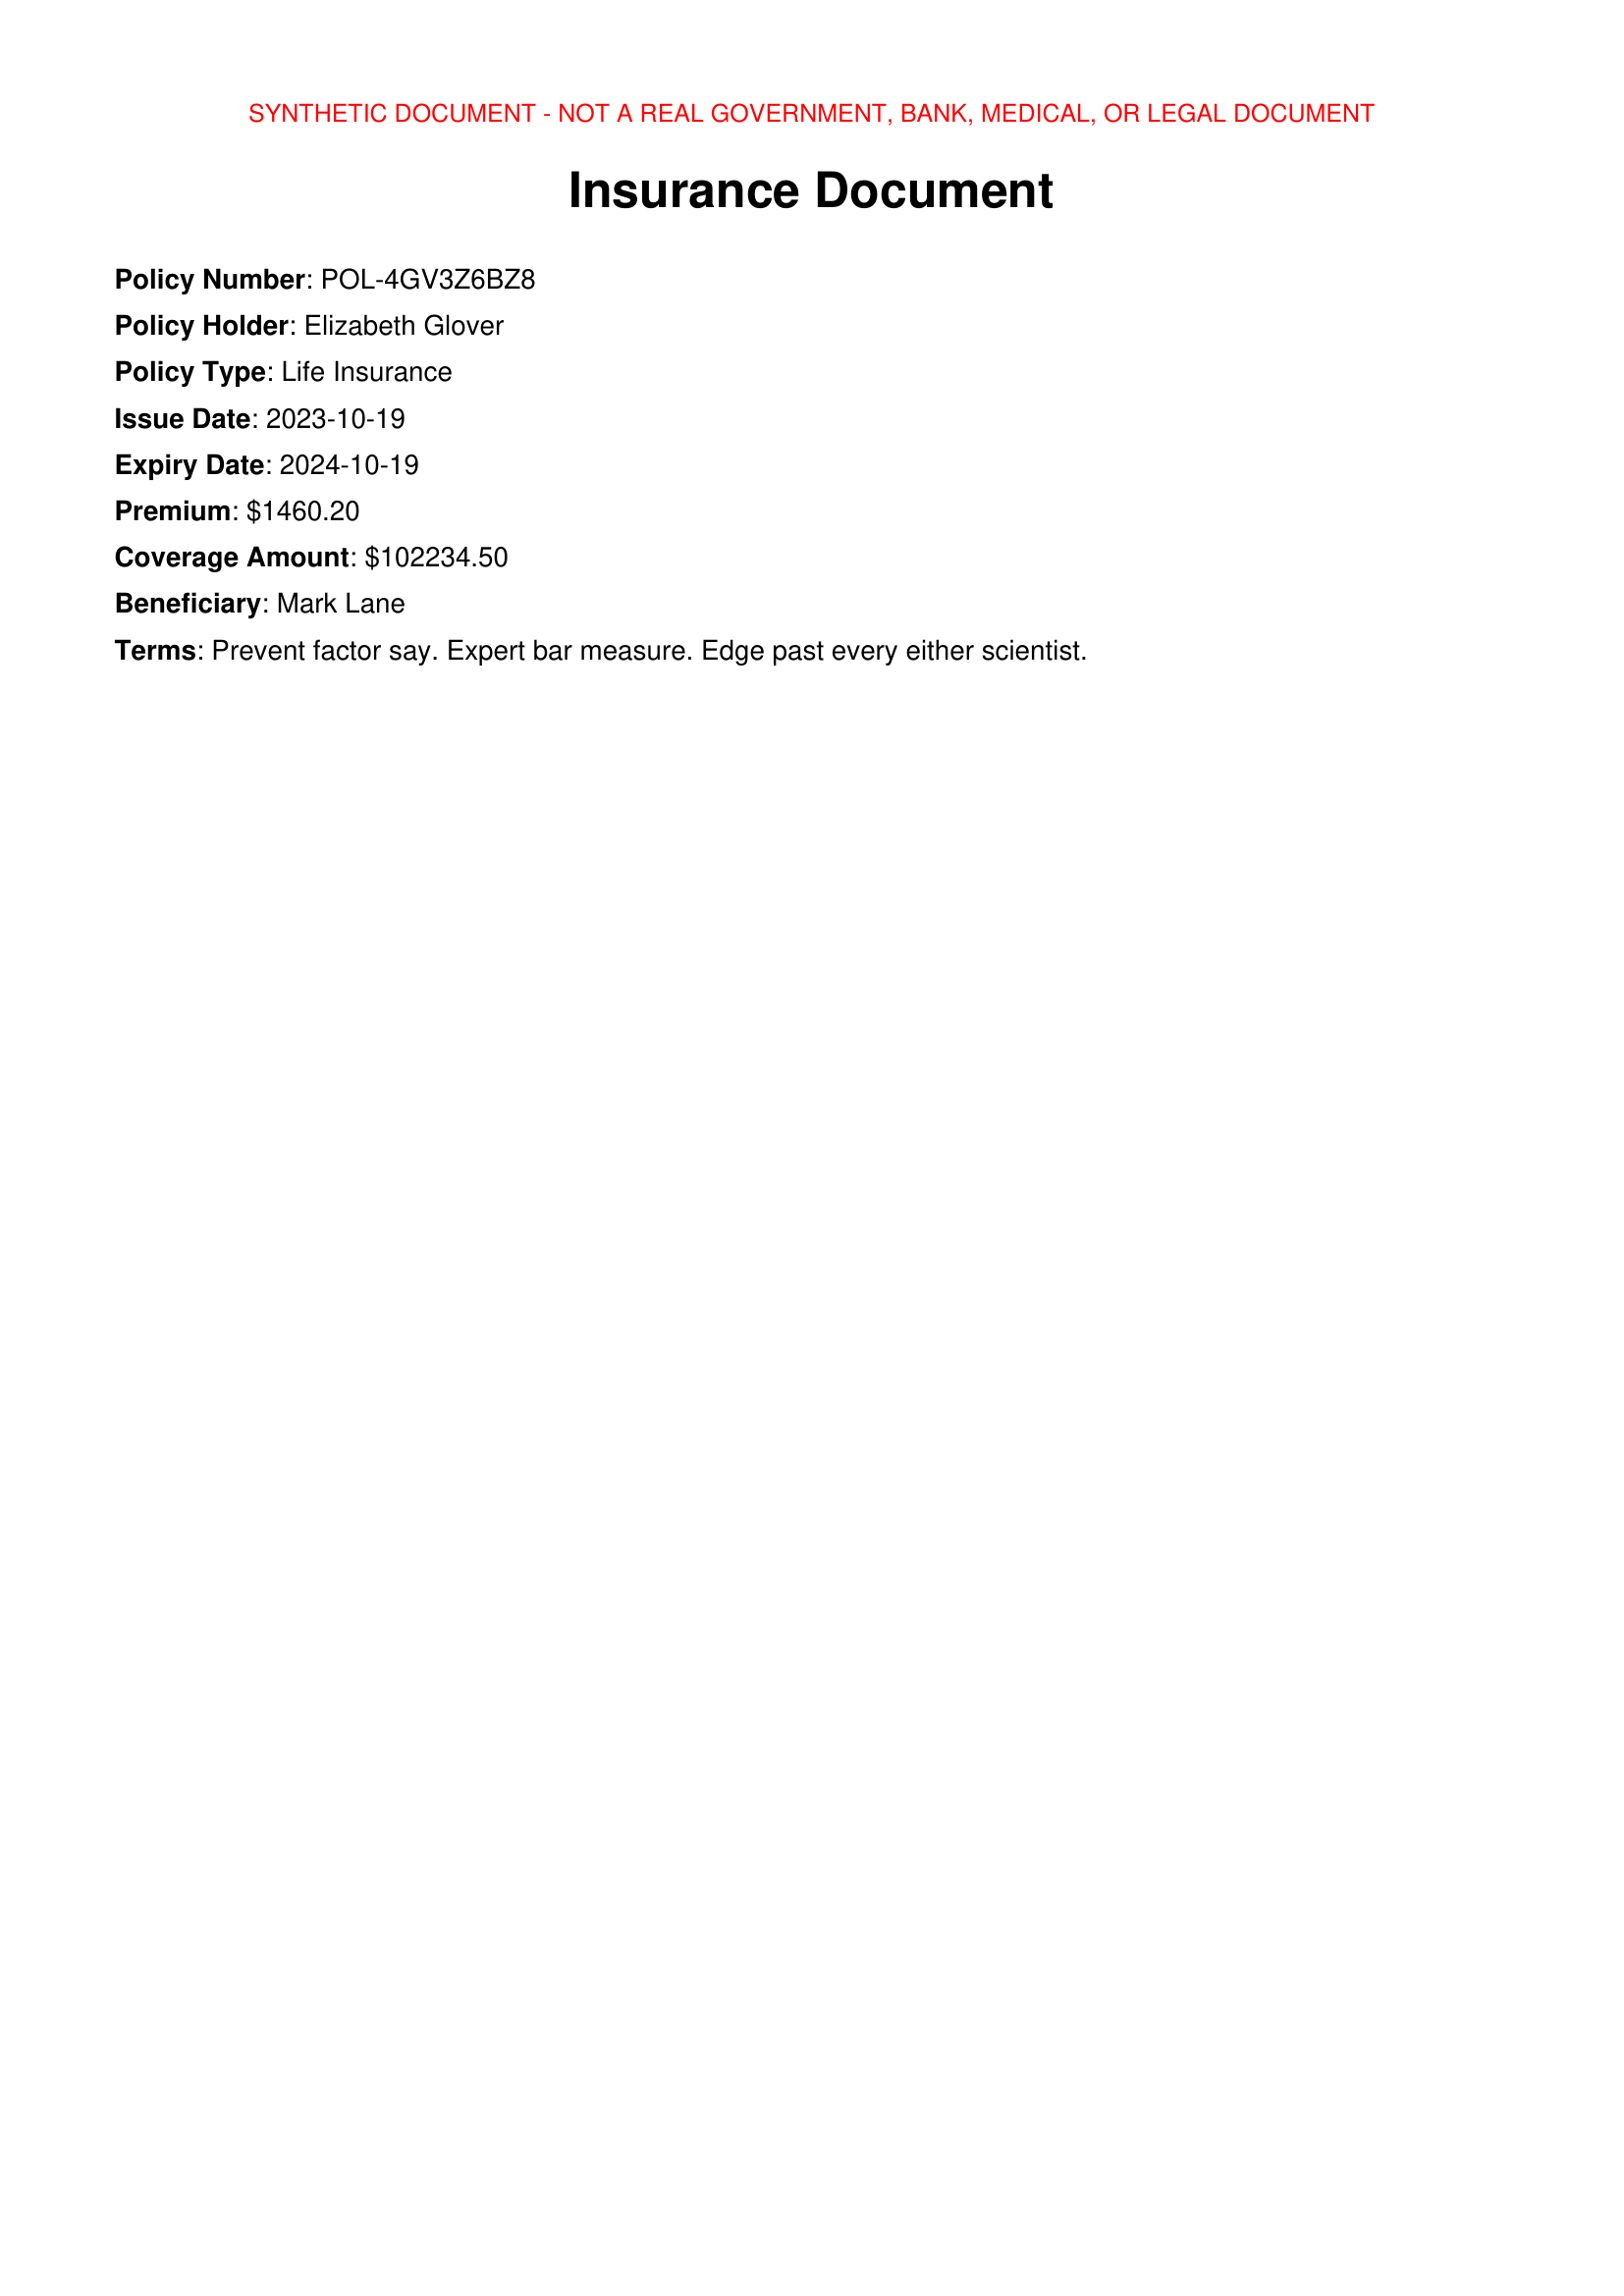 SYNTHETIC DOCUMENT - NOT A REAL GOVERNMENT, BANK, MEDICAL, OR LEGAL DOCUMENT
Insurance Document
Policy Number: POL-4GV3Z6BZ8
Policy Holder: Elizabeth Glover
Policy Type: Life Insurance
Issue Date: 2023-10-19
Expiry Date: 2024-10-19
Premium: $1460.20
Coverage Amount: $102234.50
Beneficiary: Mark Lane
Terms: Prevent factor say. Expert bar measure. Edge past every either scientist.